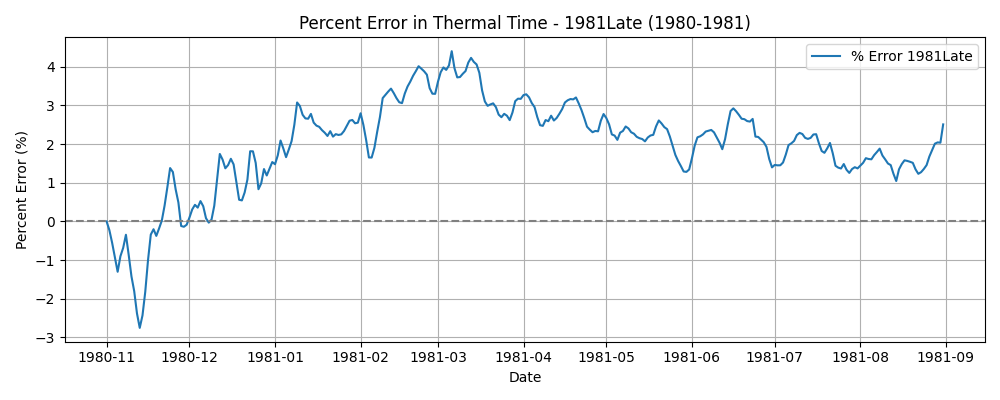 Percent Error in Thermal Time - 1981Late (1980-1981)
% Error 1981Late
Percent Error (%)
4
3
2
1
0
−1
−2
−3
1980-11 1980-12 1981-01 1981-02 1981-03 1981-04 1981-05 1981-06 1981-07 1981-08 1981-09
Date